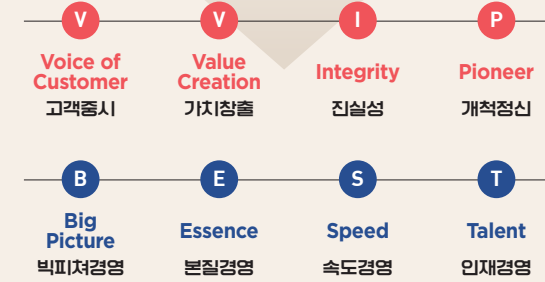 V V I P
Voice of Customer Value Creation Integrity Pioneer
고객중시 가치창출 진실성 개척정신
B E S T
Big Picture Essence Speed Talent
빅피쳐경영 본질경영 속도경영 인재경영